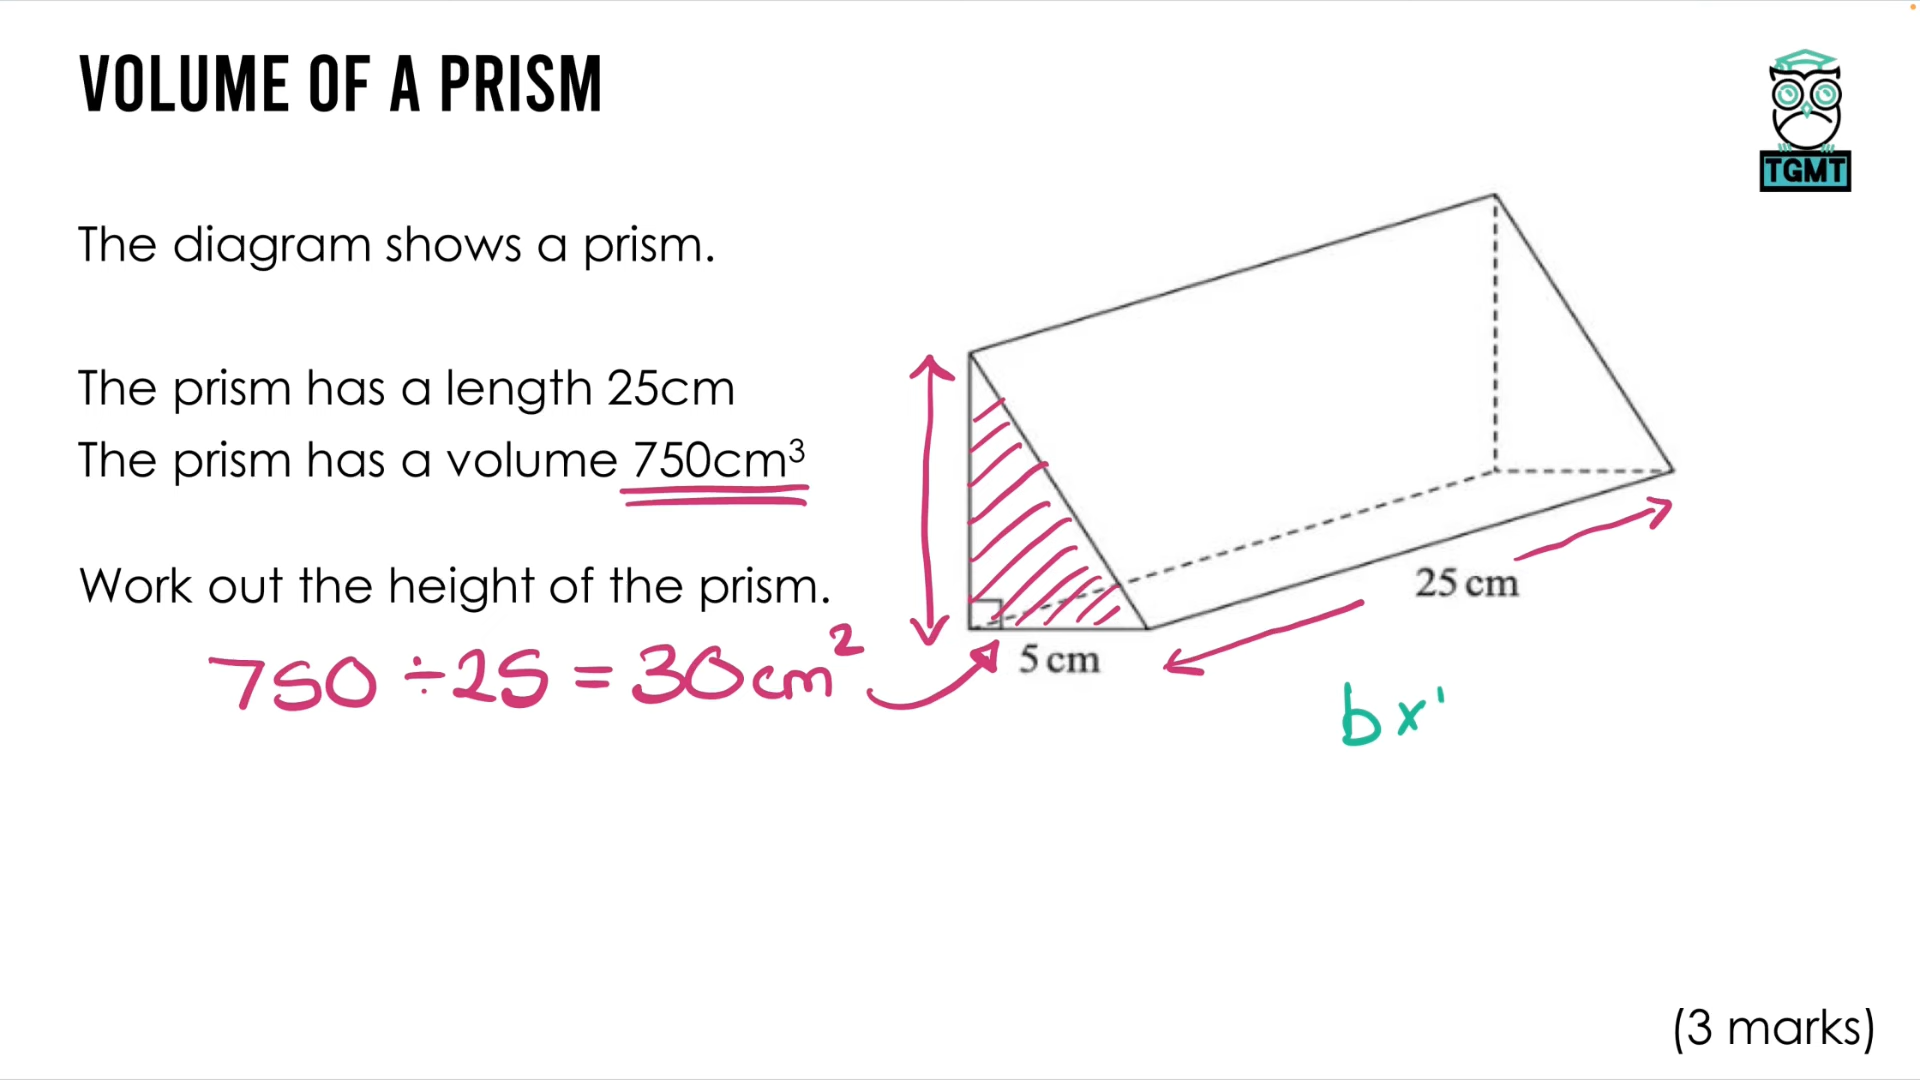 VOLUME OF A PRISM
TGMT
The diagram shows a prism.
The prism has a length 25cm
The prism has a volume 750cm³
Work out the height of the prism.
750 ÷ 25 = 30cm²
5 cm
25 cm
b x
(3 marks)